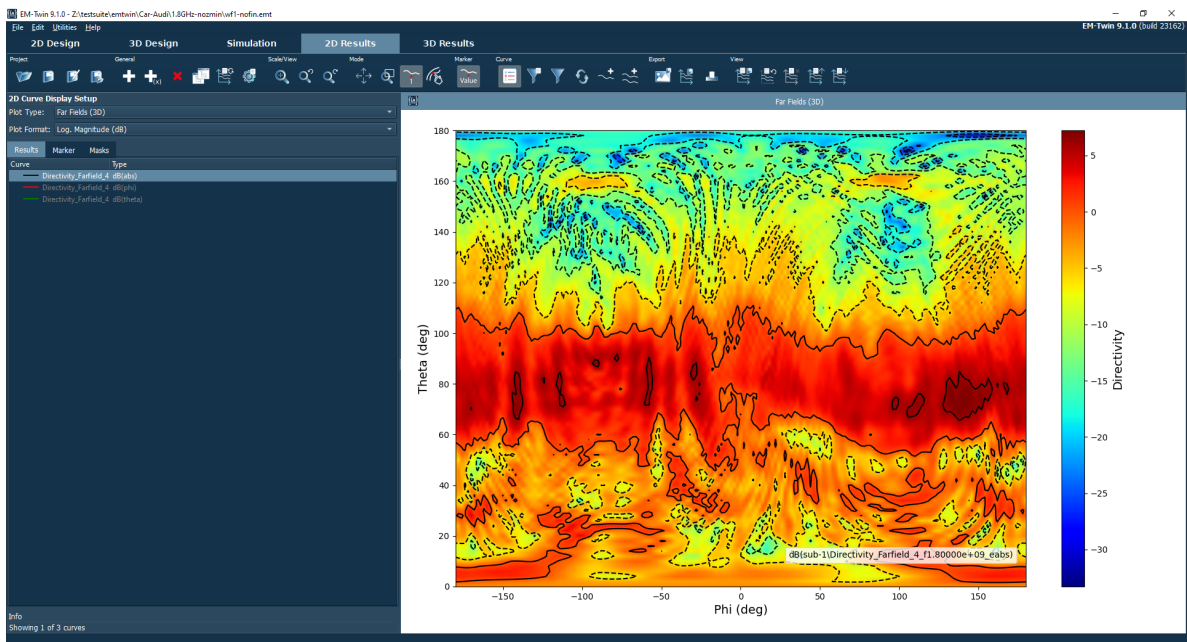 EM-Twin 9.1.0 - Z:\testsuite\emtwin\Car-Audi\1.8GHz-nozmin\wf1-nofin.emt
File Edit Utilities Help
EM-Twin 9.1.0 (build 23162)
2D Design 3D Design Simulation 2D Results 3D Results
Project General Scale/View Mode Marker Curve Export View
(x)
1
Value
2D Curve Display Setup
Plot Type: Far Fields (3D)
Plot Format: Log. Magnitude (dB)
Results Marker Masks
Curve Type
Directivity_Farfield_4 dB(abs)
Directivity_Farfield_4 dB(phi)
Directivity_Farfield_4 dB(theta)
Info
Showing 1 of 3 curves
Far Fields (3D)
180
160
140
120
100
80
60
40
20
0
Theta (deg)
−150 −100 −50 0 50 100 150
Phi (deg)
dB(sub-1\Directivity_Farfield_4_f1.80000e+09_eabs)
5
0
−5
−10
−15
−20
−25
−30
Directivity